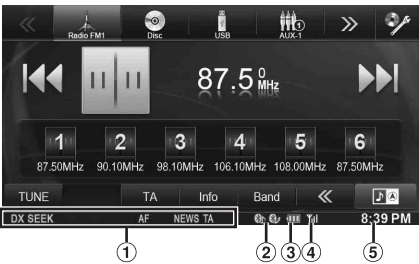 Radio FM1 Disc USB AUX-1
87.5 0 MHz
1 2 3 4 5 6
87.50MHz 90.10MHz 98.10MHz 106.10MHz 108.00MHz 87.50MHz
TUNE TA Info Band
DX SEEK AF NEWS TA 8:39 PM
1 2 3 4 5